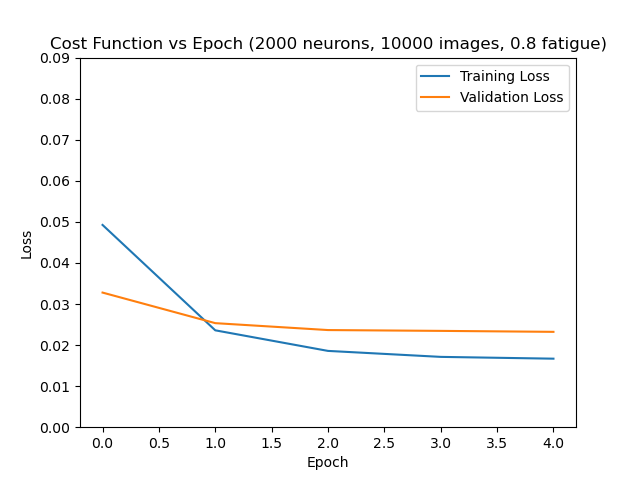 Cost Function vs Epoch (2000 neurons, 10000 images, 0.8 fatigue)
Training Loss
Validation Loss
0.09
0.08
0.07
0.06
0.05
0.04
0.03
0.02
0.01
0.00
Loss
0.0 0.5 1.0 1.5 2.0 2.5 3.0 3.5 4.0
Epoch